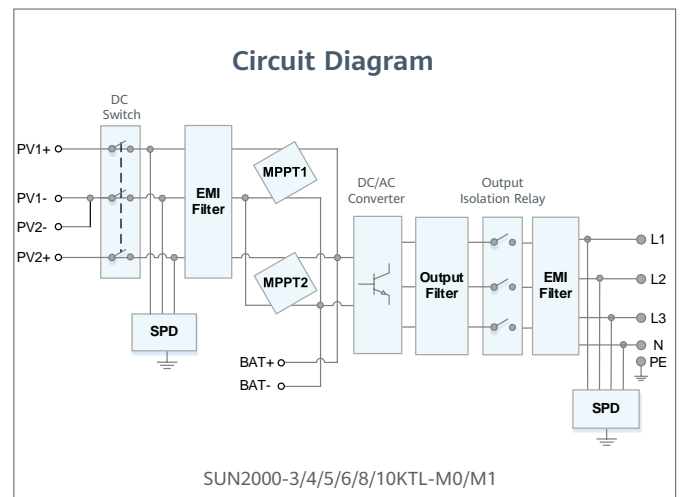 Circuit Diagram
DC
Switch
PV1+
PV1-
PV2-
PV2+
EMI
Filter
MPPT1
MPPT2
SPD
BAT+
BAT-
DC/AC
Converter
Output
Filter
Output
Isolation Relay
EMI
Filter
L1
L2
L3
N
PE
SPD
SUN2000-3/4/5/6/8/10KTL-M0/M1